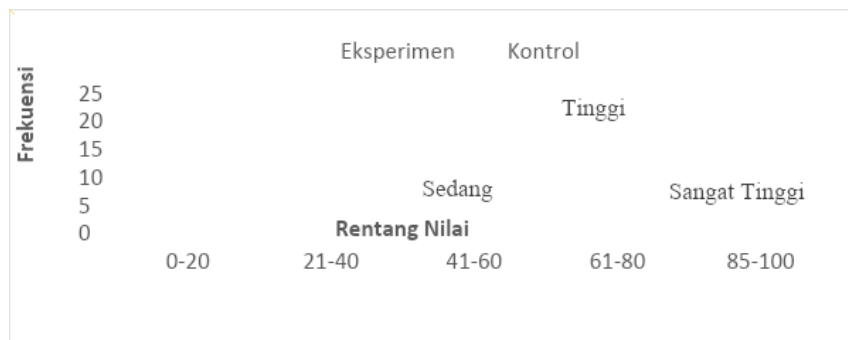 Eksperimen Kontrol
Frekuensi
25
20
15
10
5
0
Tinggi
Sedang
Sangat Tinggi
Rentang Nilai
0-20 21-40 41-60 61-80 85-100